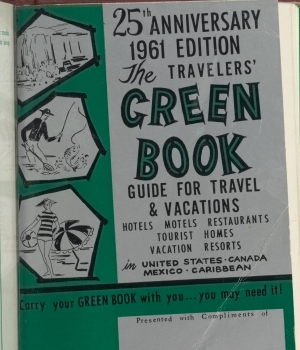 25th ANNIVERSARY
1961 EDITION
The TRAVELERS'
GREEN
BOOK
GUIDE FOR TRAVEL
& VACATIONS
HOTELS MOTELS RESTAURANTS
TOURIST HOMES
VACATION RESORTS
in UNITED STATES · CANADA
MEXICO · CARIBBEAN
Carry your GREEN BOOK with you... you may need it!
Presented with Compliments of